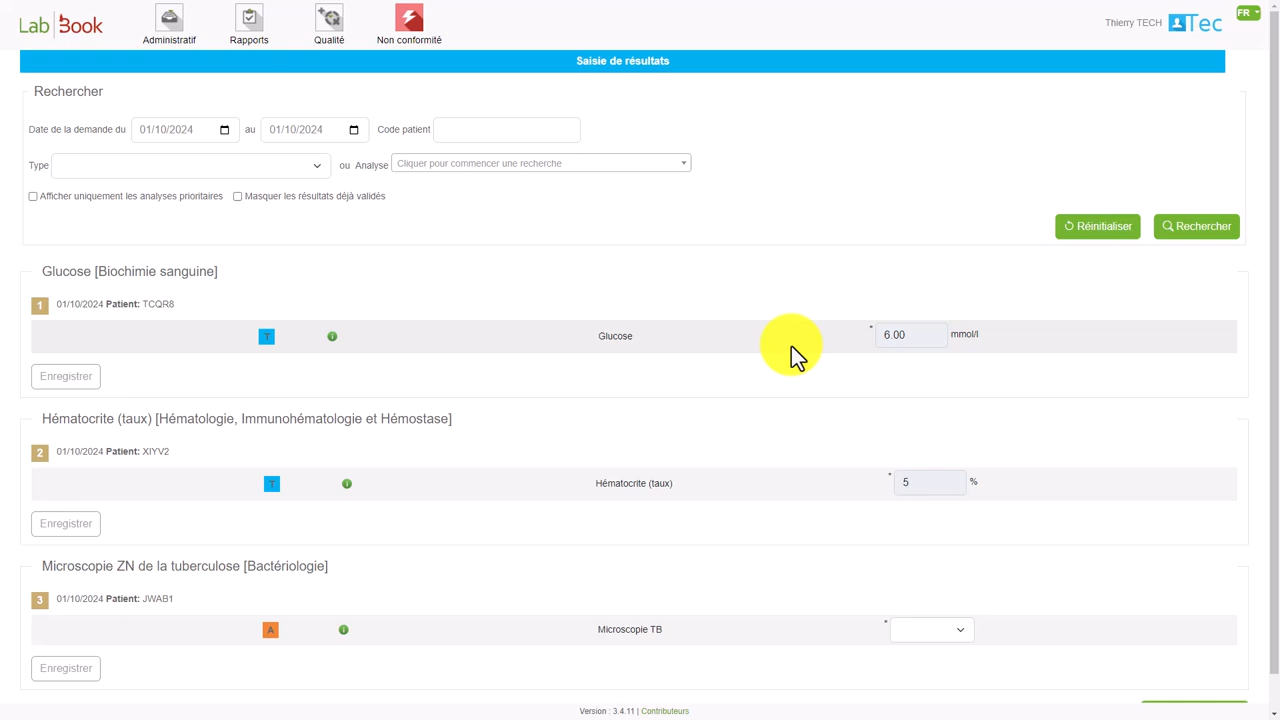 Lab Book
Administratif
Rapports
Qualité
Non conformité
Thierry TECH
Tec
FR
Saisie de résultats
Rechercher
Date de la demande du 01/10/2024 au 01/10/2024 Code patient
Type ou Analyse Cliquer pour commencer une recherche
Afficher uniquement les analyses prioritaires Masquer les résultats déjà validés
Réinitialiser Rechercher
Glucose [Biochimie sanguine]
1 01/10/2024 Patient: TCQR8
T i Glucose * 6.00 mmol/l
Enregistrer
Hématocrite (taux) [Hématologie, Immunohématologie et Hémostase]
2 01/10/2024 Patient: XIYV2
T i Hématocrite (taux) * 5 %
Enregistrer
Microscopie ZN de la tuberculose [Bactériologie]
3 01/10/2024 Patient: JWAB1
A i Microscopie TB *
Enregistrer
Version : 3.4.11 | Contributeurs